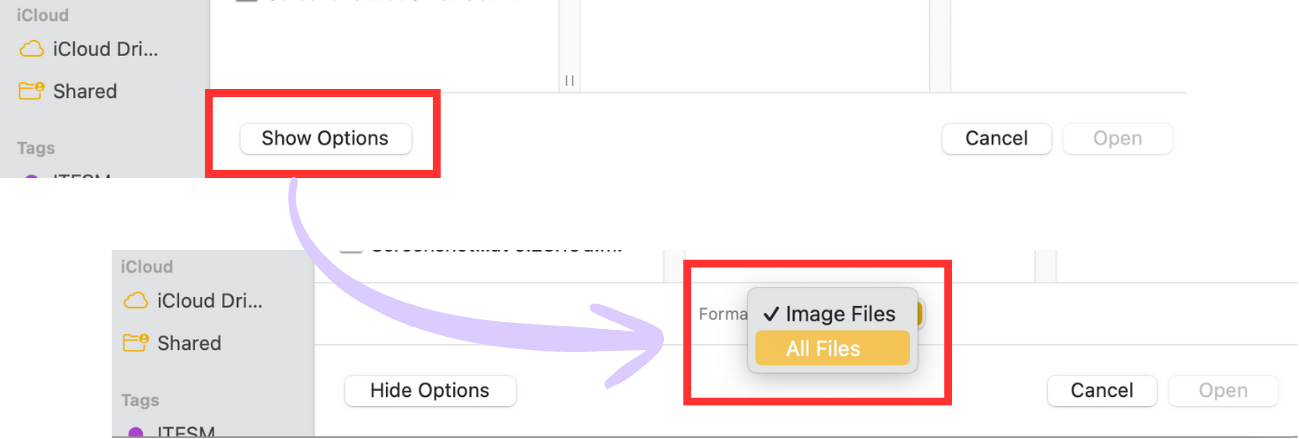 iCloud
iCloud Dri...
Shared
Tags
ITESM
Show Options
Cancel
Open
iCloud
iCloud Dri...
Shared
Tags
ITESM
Forma
✓ Image Files
All Files
Hide Options
Cancel
Open